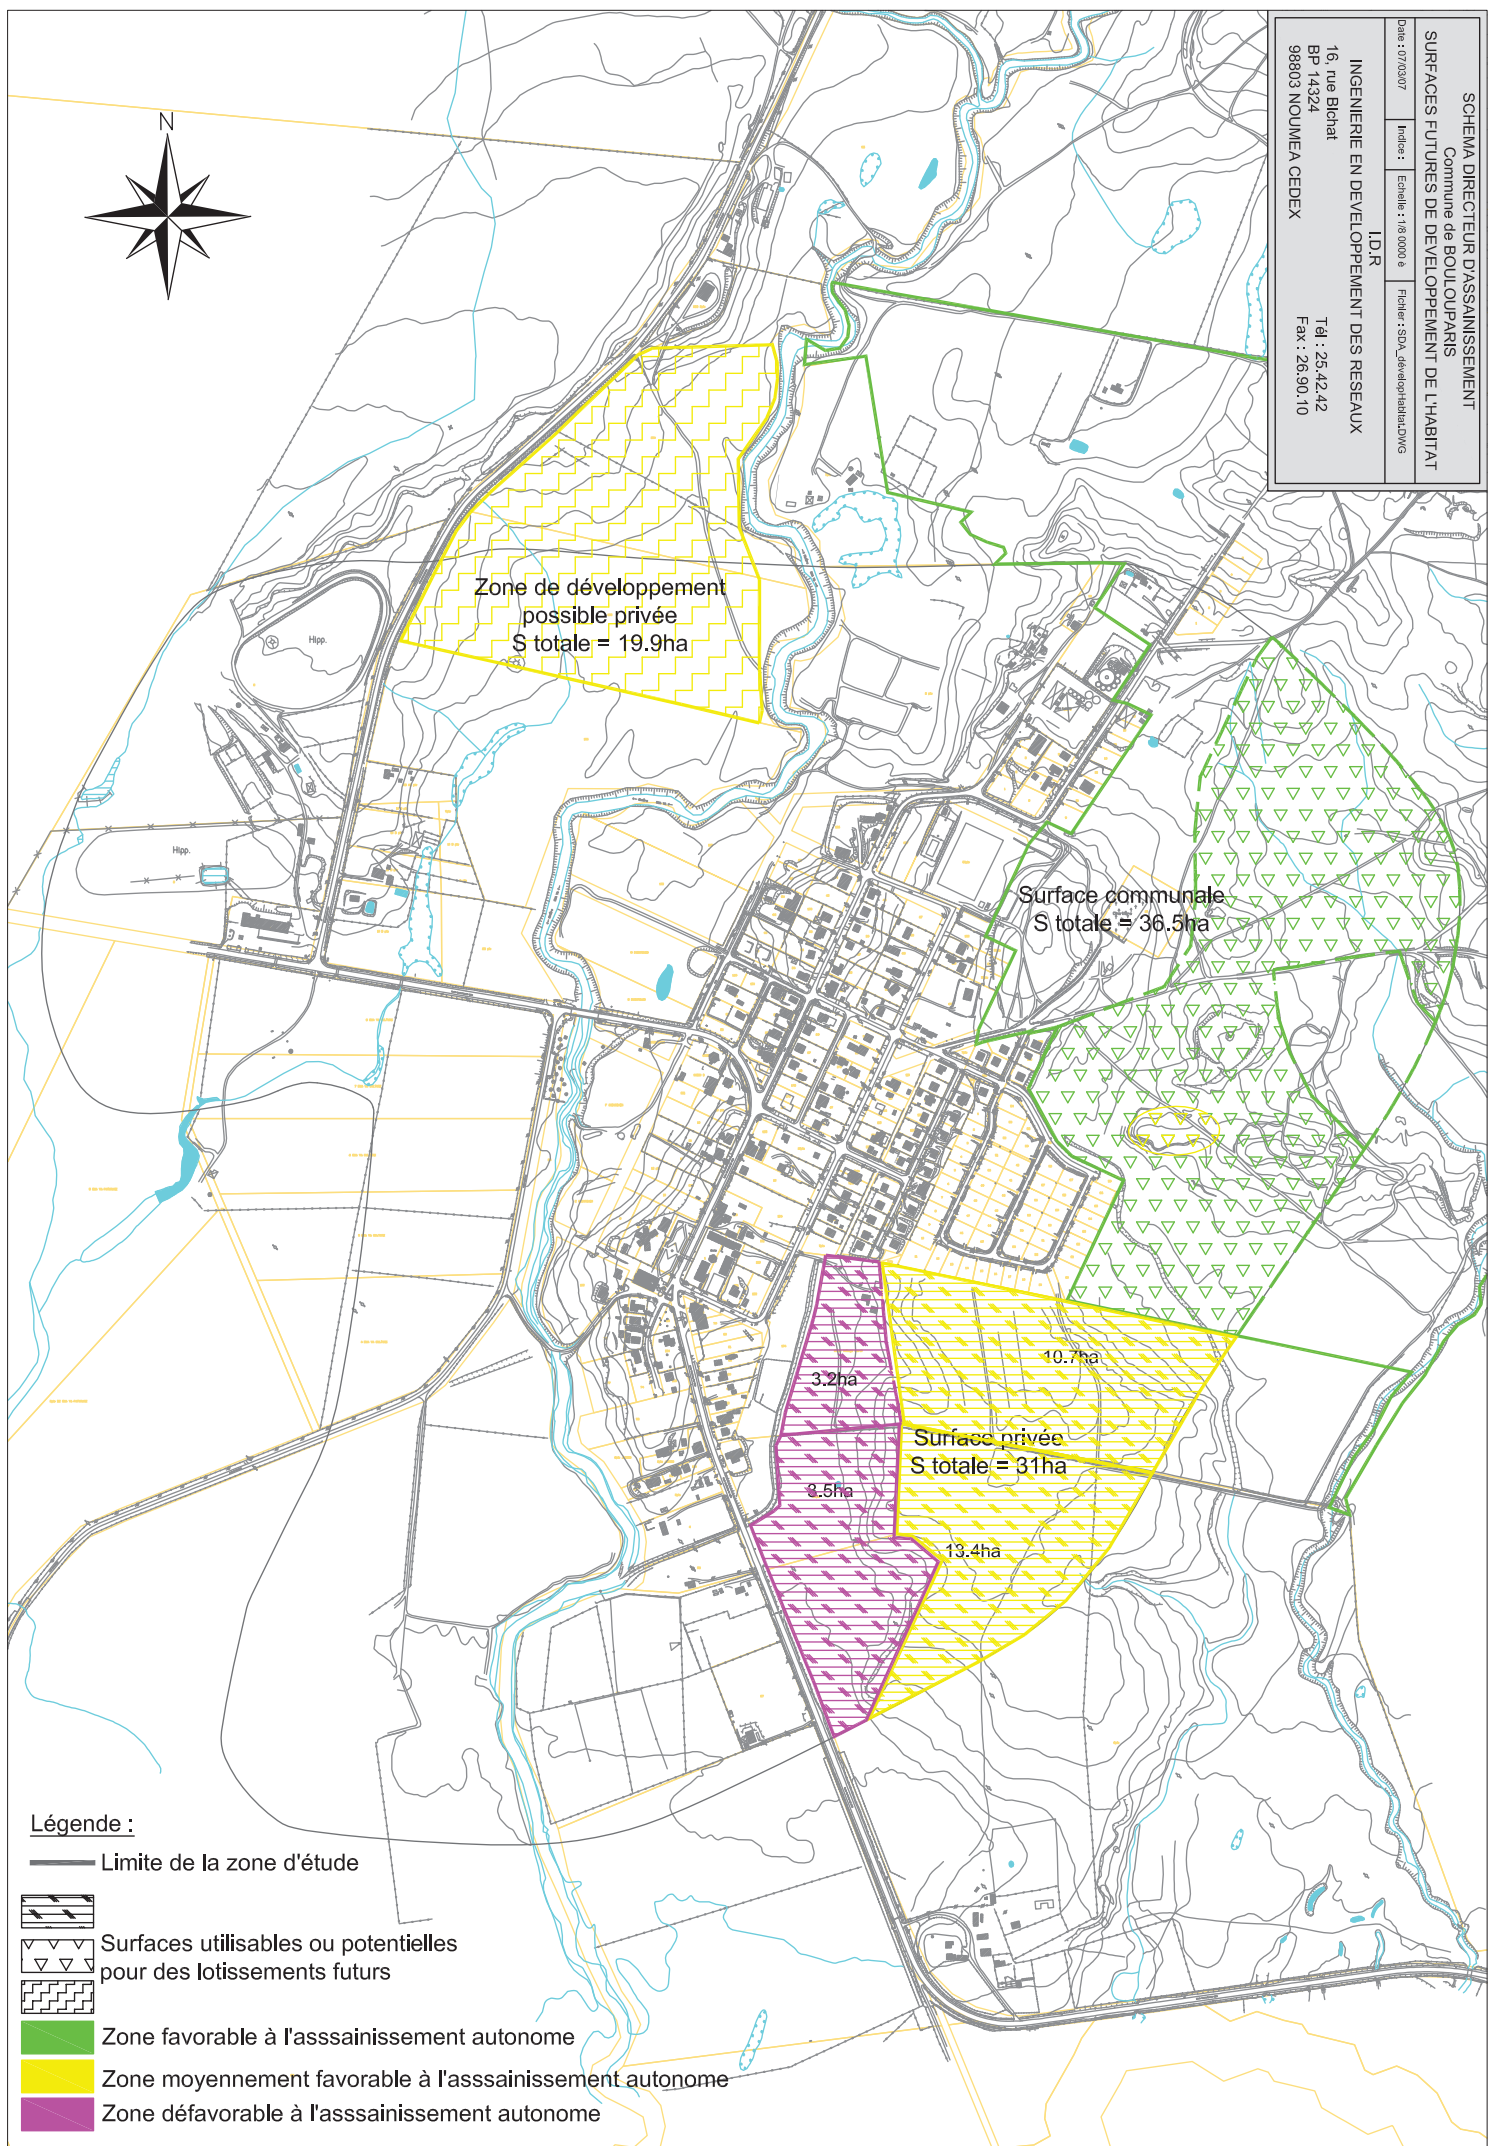 SCHEMA DIRECTEUR D'ASSAINISSEMENT
Commune de BOULOUPARIS
SURFACES FUTURES DE DEVELOPPEMENT DE L'HABITAT
Date : 07/03/07
Indice :
Echelle : 1/8 0000 è
Fichier : SDA_développHabitat.DWG
I.D.R
INGENIERIE EN DEVELOPPEMENT DES RESEAUX
16, rue Bichat
BP 14324
98803 NOUMEA CEDEX
Tél : 25.42.42
Fax : 26.90.10
N
Zone de développement
possible privée
S totale = 19.9ha
Hipp.
Hipp.
Surface communale
S totale = 36.5ha
10.7ha
3.2ha
Surface privée
S totale = 31ha
3.5ha
13.4ha
Légende :
Limite de la zone d'étude
Surfaces utilisables ou potentielles
pour des lotissements futurs
Zone favorable à l'asssainissement autonome
Zone moyennement favorable à l'asssainissement autonome
Zone défavorable à l'asssainissement autonome